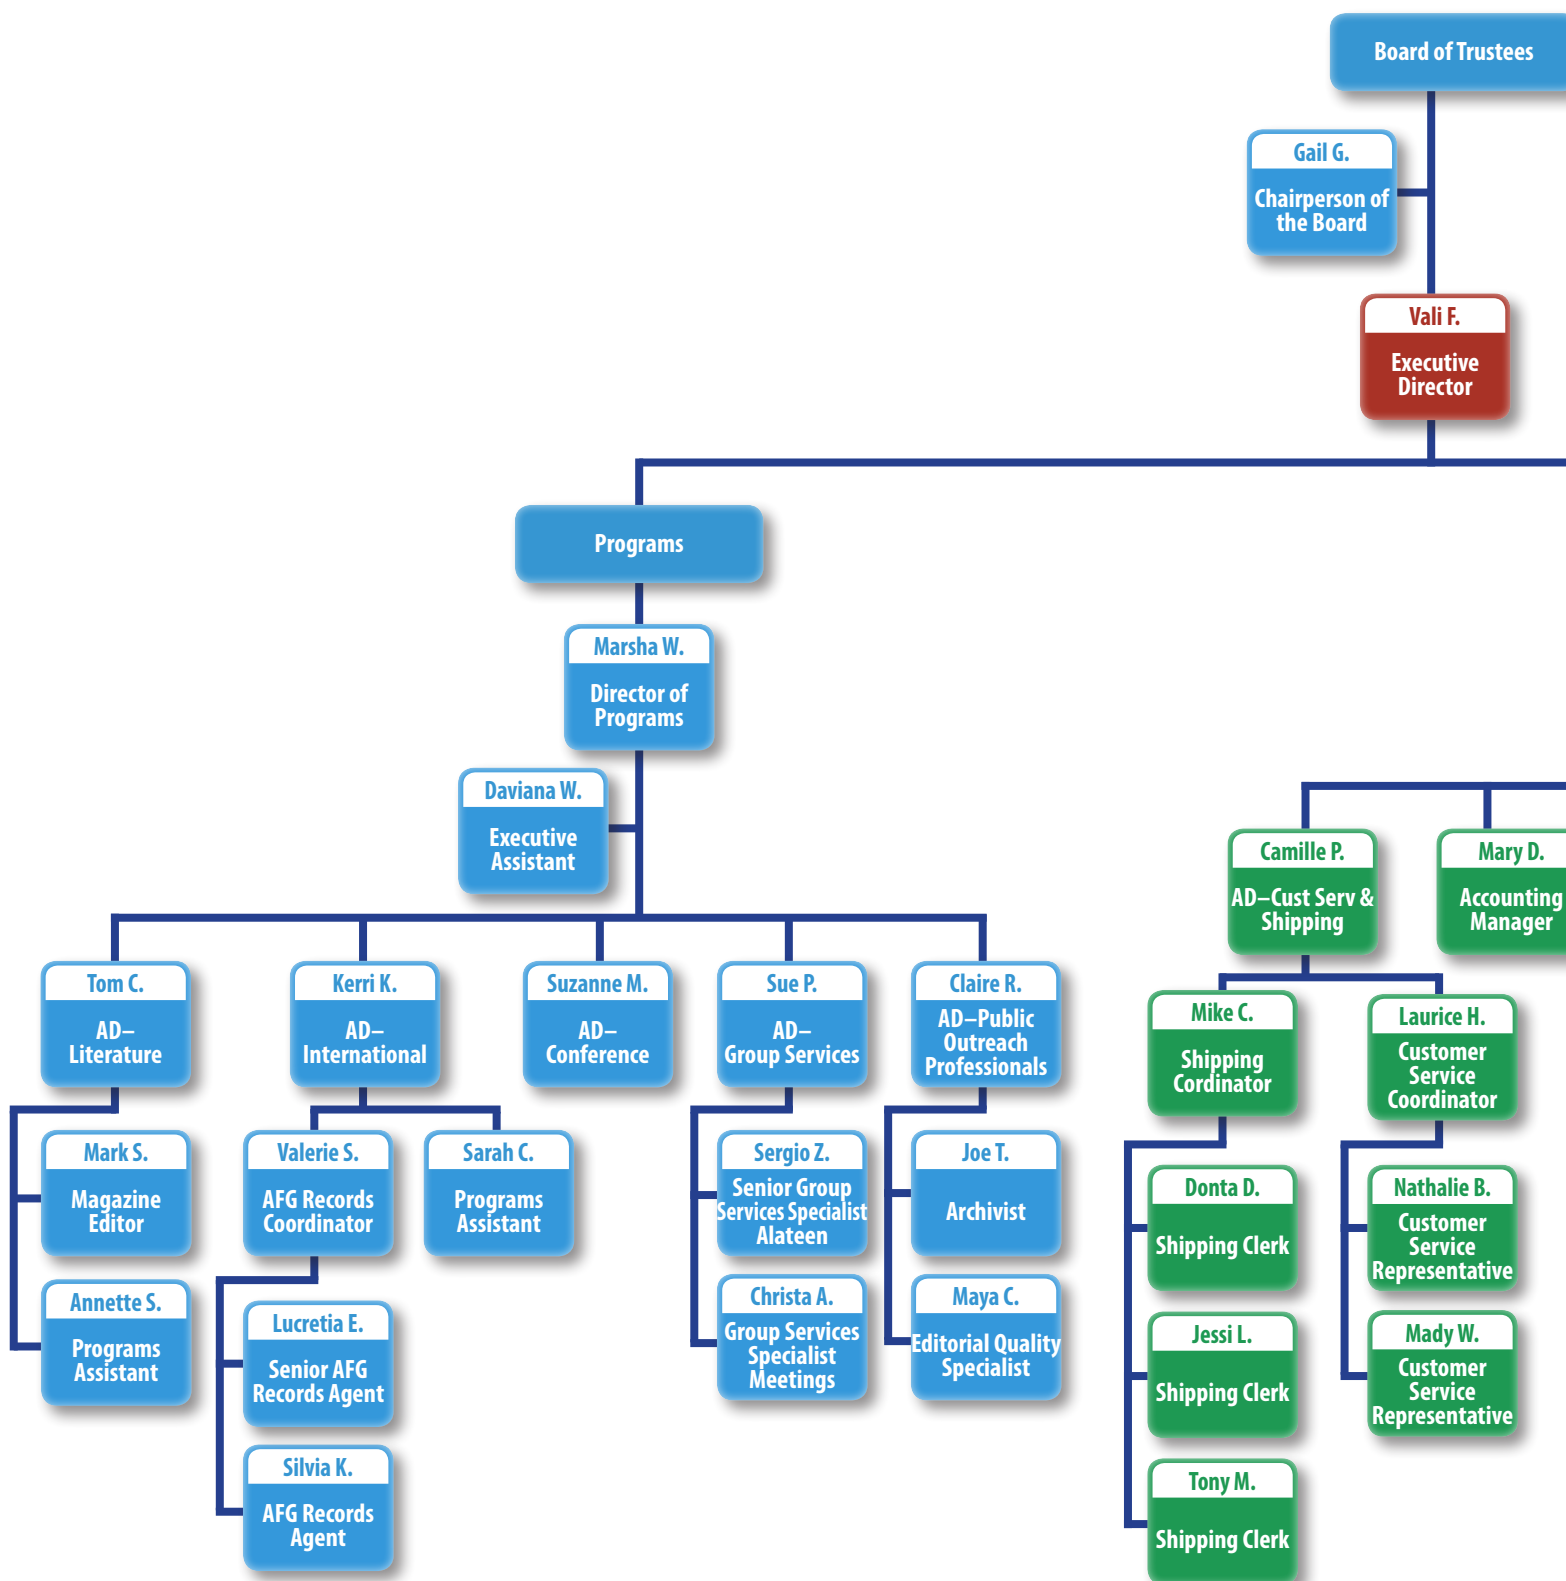 Board of Trustees
Gail G.
Chairperson of
the Board
Vali F.
Executive
Director
Programs
Marsha W.
Director of
Programs
Daviana W.
Executive
Assistant
Camille P.
AD–Cust Serv &
Shipping
Mary D.
Accounting
Manager
Tom C.
AD–
Literature
Kerri K.
AD–
International
Suzanne M.
AD–
Conference
Sue P.
AD–
Group Services
Claire R.
AD–Public
Outreach
Professionals
Mike C.
Shipping
Cordinator
Laurice H.
Customer
Service
Coordinator
Mark S.
Magazine
Editor
Valerie S.
AFG Records
Coordinator
Sarah C.
Programs
Assistant
Sergio Z.
Senior Group
Services Specialist
Alateen
Joe T.
Archivist
Donta D.
Shipping Clerk
Nathalie B.
Customer
Service
Representative
Annette S.
Programs
Assistant
Lucretia E.
Senior AFG
Records Agent
Christa A.
Group Services
Specialist
Meetings
Maya C.
Editorial Quality
Specialist
Jessi L.
Shipping Clerk
Mady W.
Customer
Service
Representative
Silvia K.
AFG Records
Agent
Tony M.
Shipping Clerk